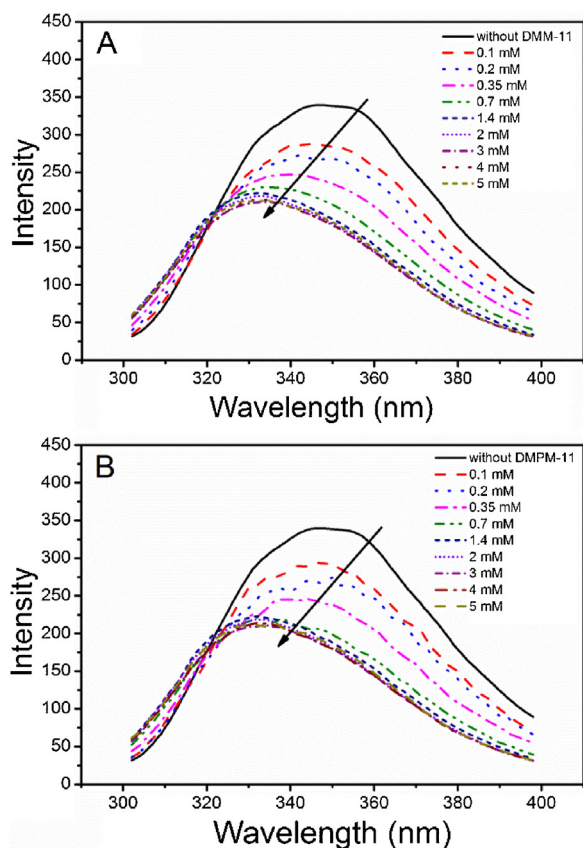 A
without DMM-11
0.1 mM
0.2 mM
0.35 mM
0.7 mM
1.4 mM
2 mM
3 mM
4 mM
5 mM
450
400
350
300
250
200
150
100
50
0
Intensity
300 320 340 360 380 400
Wavelength (nm)
B
without DMPM-11
0.1 mM
0.2 mM
0.35 mM
0.7 mM
1.4 mM
2 mM
3 mM
4 mM
5 mM
450
400
350
300
250
200
150
100
50
0
Intensity
300 320 340 360 380 400
Wavelength (nm)